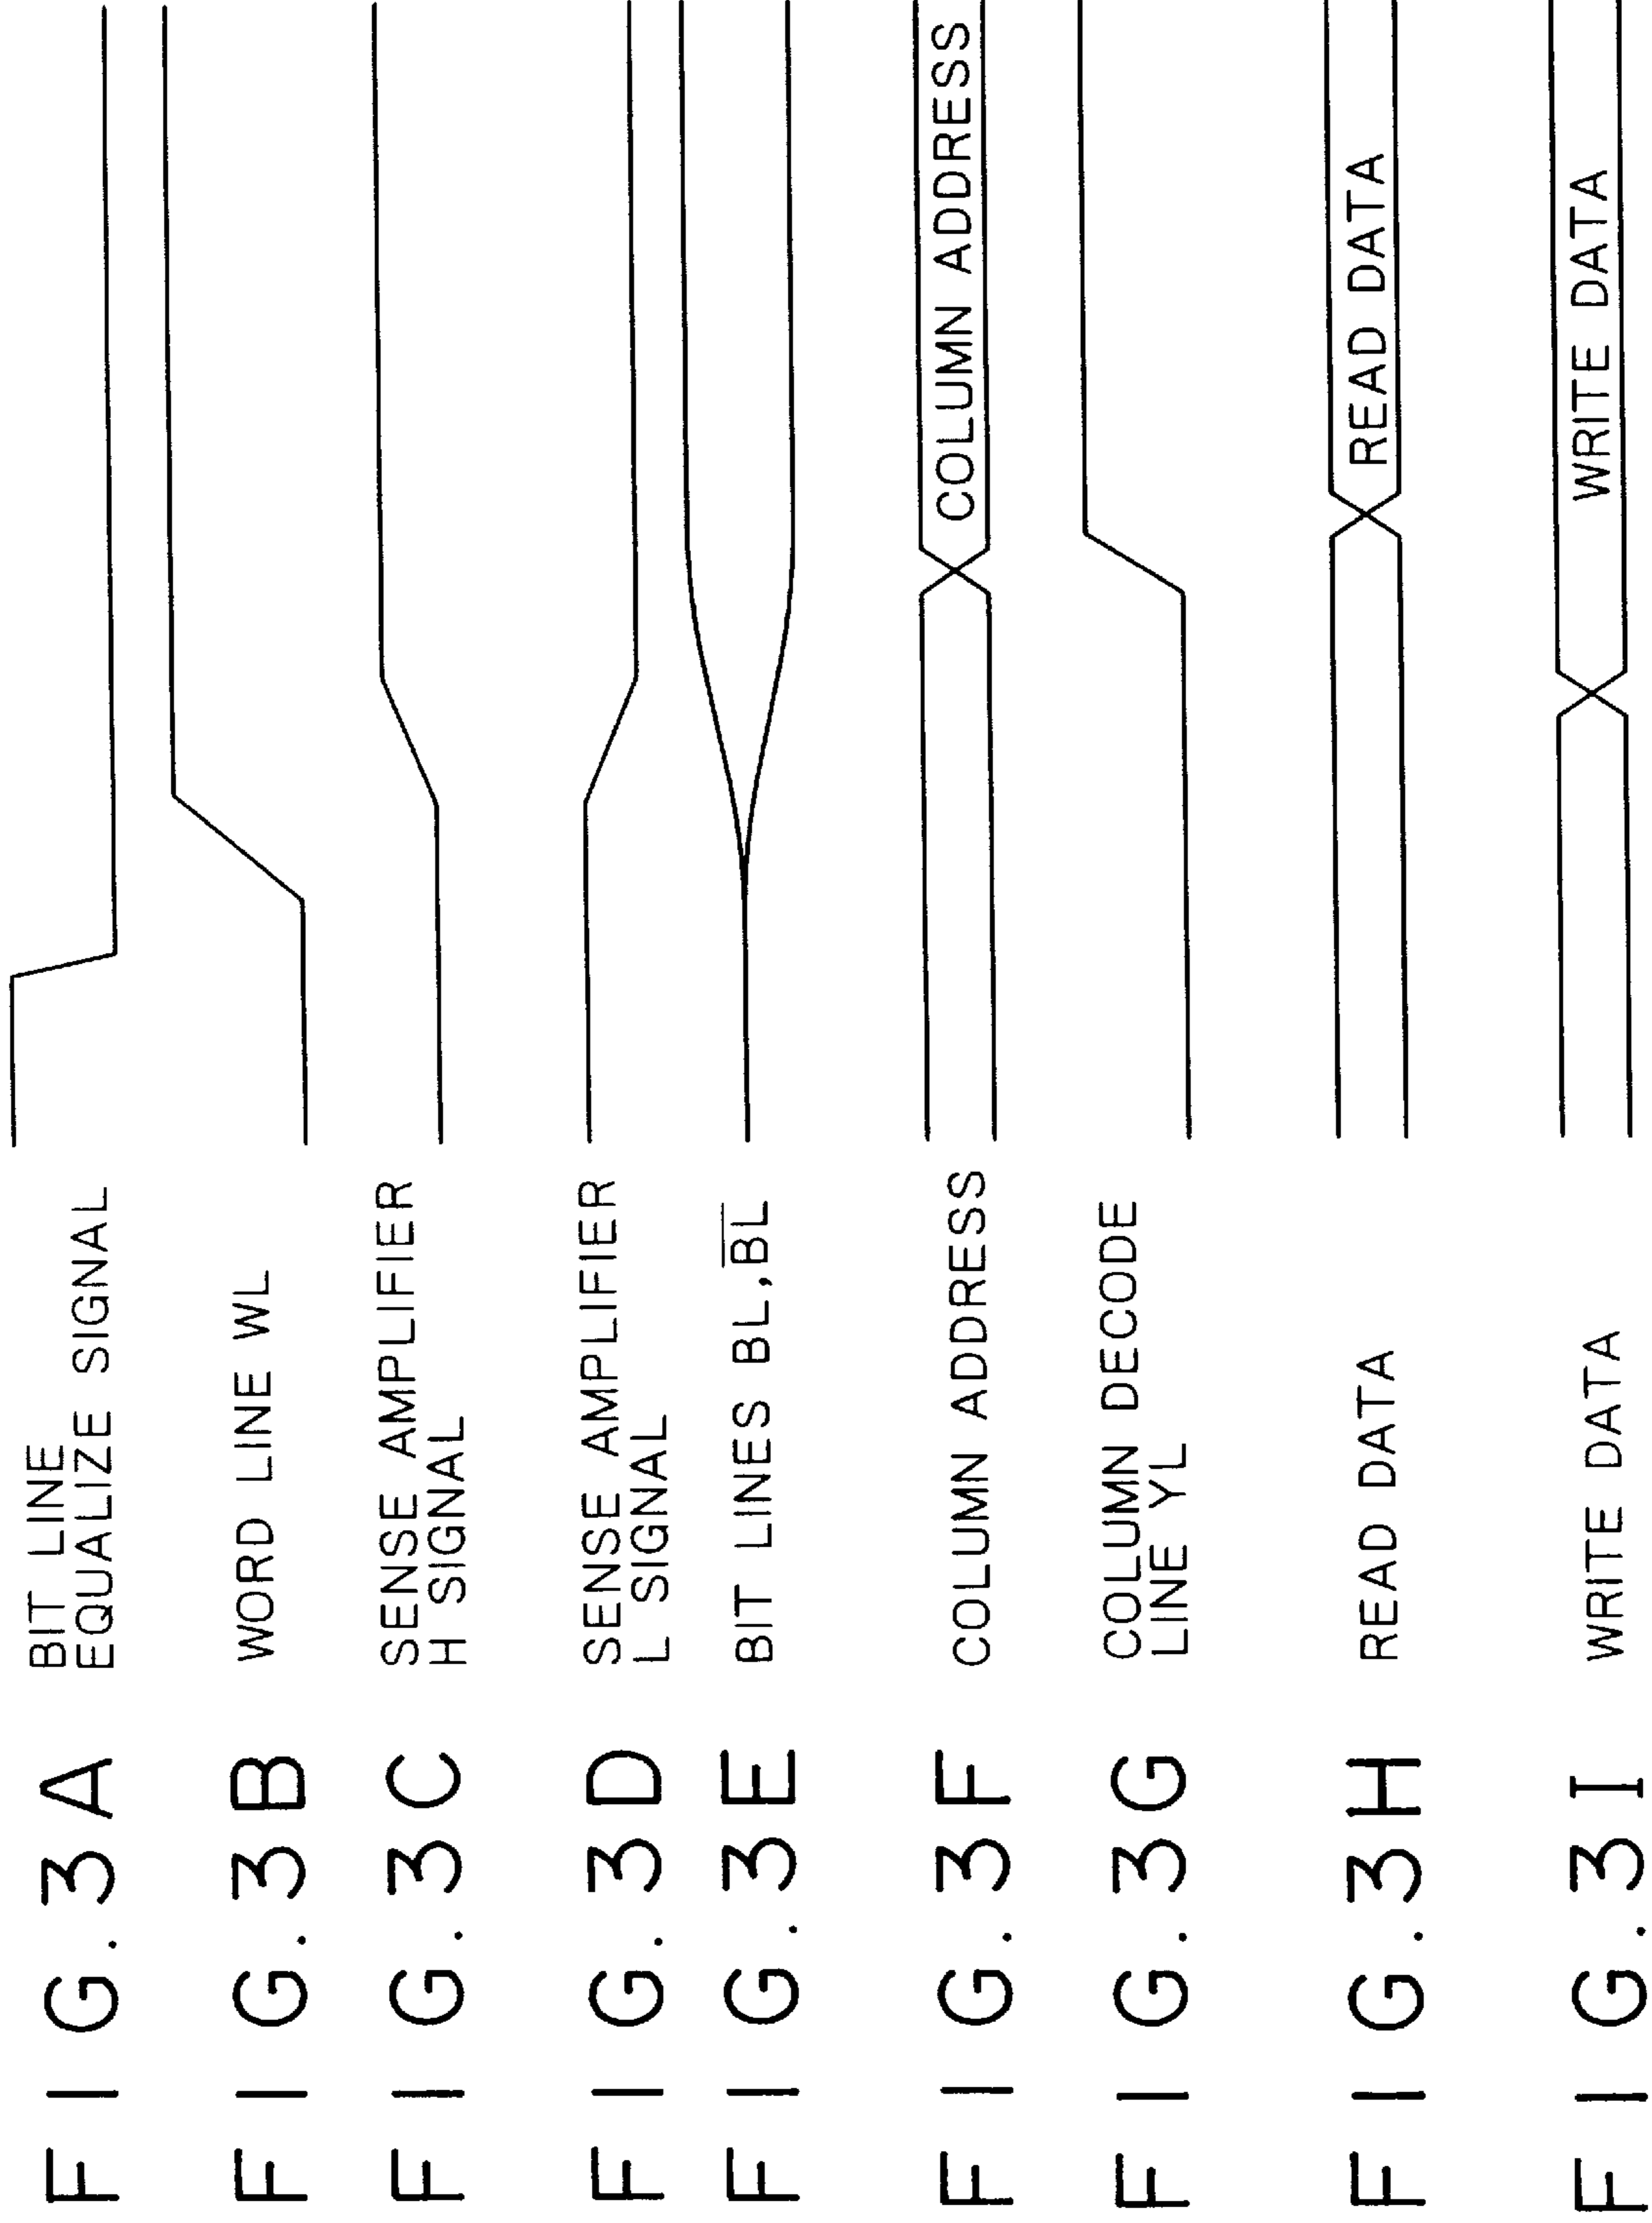 FIG.3A
BIT LINE
EQUALIZE SIGNAL
FIG.3B
WORD LINE WL
FIG.3C
SENSE AMPLIFIER
H SIGNAL
FIG.3D
SENSE AMPLIFIER
L SIGNAL
FIG.3E
BIT LINES BL,B̅L̅
FIG.3F
COLUMN ADDRESS
COLUMN ADDRESS
FIG.3G
COLUMN DECODE
LINE YL
FIG.3H
READ DATA
READ DATA
FIG.3I
WRITE DATA
WRITE DATA